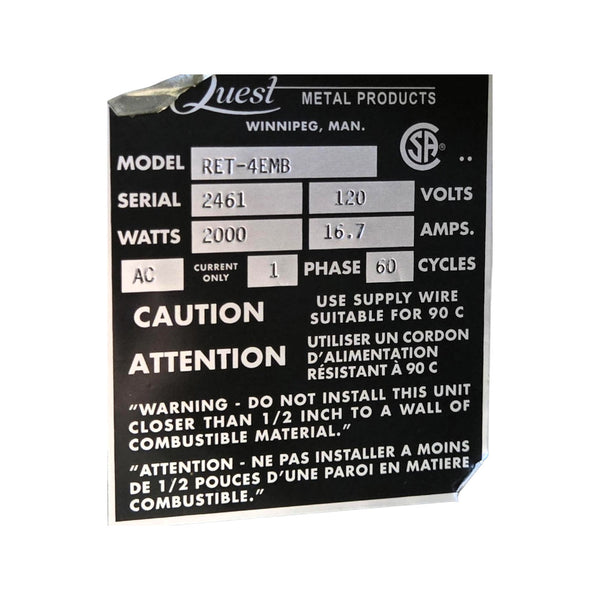 Quest METAL PRODUCTS
WINNIPEG, MAN.
MODEL RET-4EMB
CSA ®
SERIAL 2461 120 VOLTS
WATTS 2000 16.7 AMPS.
AC CURRENT ONLY 1 PHASE 60 CYCLES
CAUTION
USE SUPPLY WIRE
SUITABLE FOR 90 C
ATTENTION
UTILISER UN CORDON
D'ALIMENTATION
RÉSISTANT À 90 C
"WARNING - DO NOT INSTALL THIS UNIT
CLOSER THAN 1/2 INCH TO A WALL OF
COMBUSTIBLE MATERIAL."
"ATTENTION - NE PAS INSTALLER A MOINS
DE 1/2 POUCES D'UNE PAROI EN MATIERE
COMBUSTIBLE."